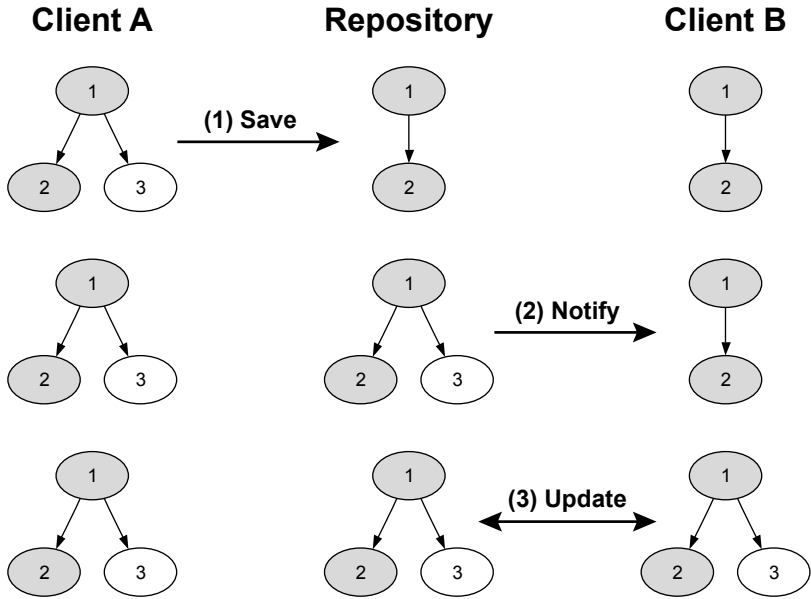 Client A Repository Client B
1 1 1
(1) Save
2 3 2 2
1 1 1
(2) Notify
2 3 2 3 2
1 1 1
(3) Update
2 3 2 3 2 3